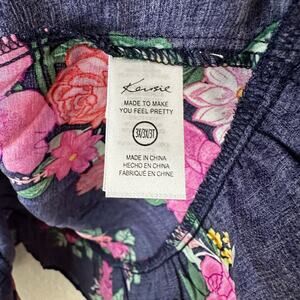 Kensie
MADE TO MAKE
YOU FEEL PRETTY
3X/3X/3T
MADE IN CHINA
HECHO EN CHINA
FABRIQUÉ EN CHINE